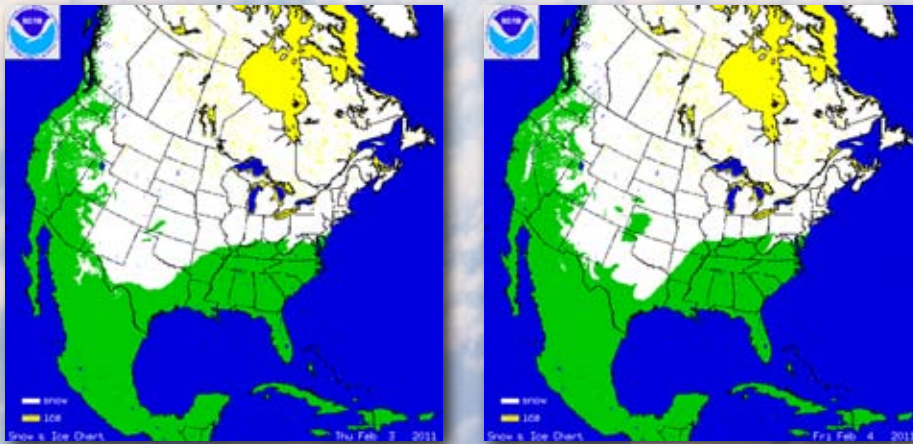 NOAA
SNOW
ICE
Snow & Ice Chart
Thu Feb 3 2011
NOAA
SNOW
ICE
Snow & Ice Chart
Fri Feb 4 2011